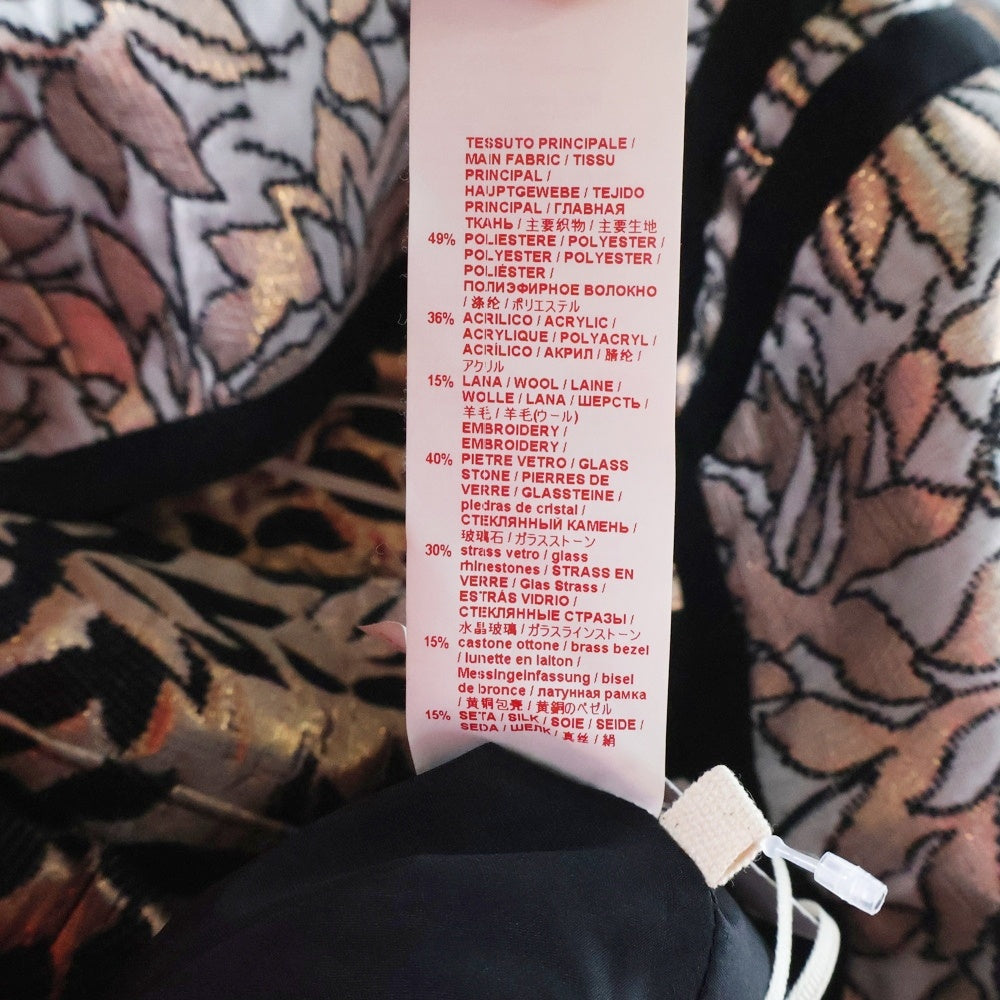 TESSUTO PRINCIPALE /
MAIN FABRIC / TISSU
PRINCIPAL /
HAUPTGEWEBE / TEJIDO
PRINCIPAL / ГЛАВНАЯ
ТКАНЬ / 主要织物 / 主要生地
49% POLIESTERE / POLYESTER /
POLYESTER / POLYESTER /
POLIÉSTER /
ПОЛИЭФИРНОЕ ВОЛОКНО
/ 涤纶 / ポリエステル
36% ACRILICO / ACRYLIC /
ACRYLIQUE / POLYACRYL /
ACRÍLICO / АКРИЛ / 腈纶 /
アクリル
15% LANA / WOOL / LAINE /
WOLLE / LANA / ШЕРСТЬ /
羊毛 / 羊毛(ウール)
EMBROIDERY /
EMBROIDERY /
40% PIETRE VETRO / GLASS
STONE / PIERRES DE
VERRE / GLASSTEINE /
piedras de cristal /
СТЕКЛЯННЫЙ КАМЕНЬ /
玻璃石 / ガラスストーン
30% strass vetro / glass
rhinestones / STRASS EN
VERRE / Glas Strass /
ESTRÁS VIDRIO /
СТЕКЛЯННЫЕ СТРАЗЫ /
水晶玻璃 / ガラスラインストーン
15% castone ottone / brass bezel
/ lunette en laiton /
Messingeinfassung / bisel
de bronce / латунная рамка
/ 黄铜包壳 / 黄銅のベゼル
15% SETA / SILK / SOIE / SEIDE /
SEDA / ШЕЛК / 真丝 / 絹